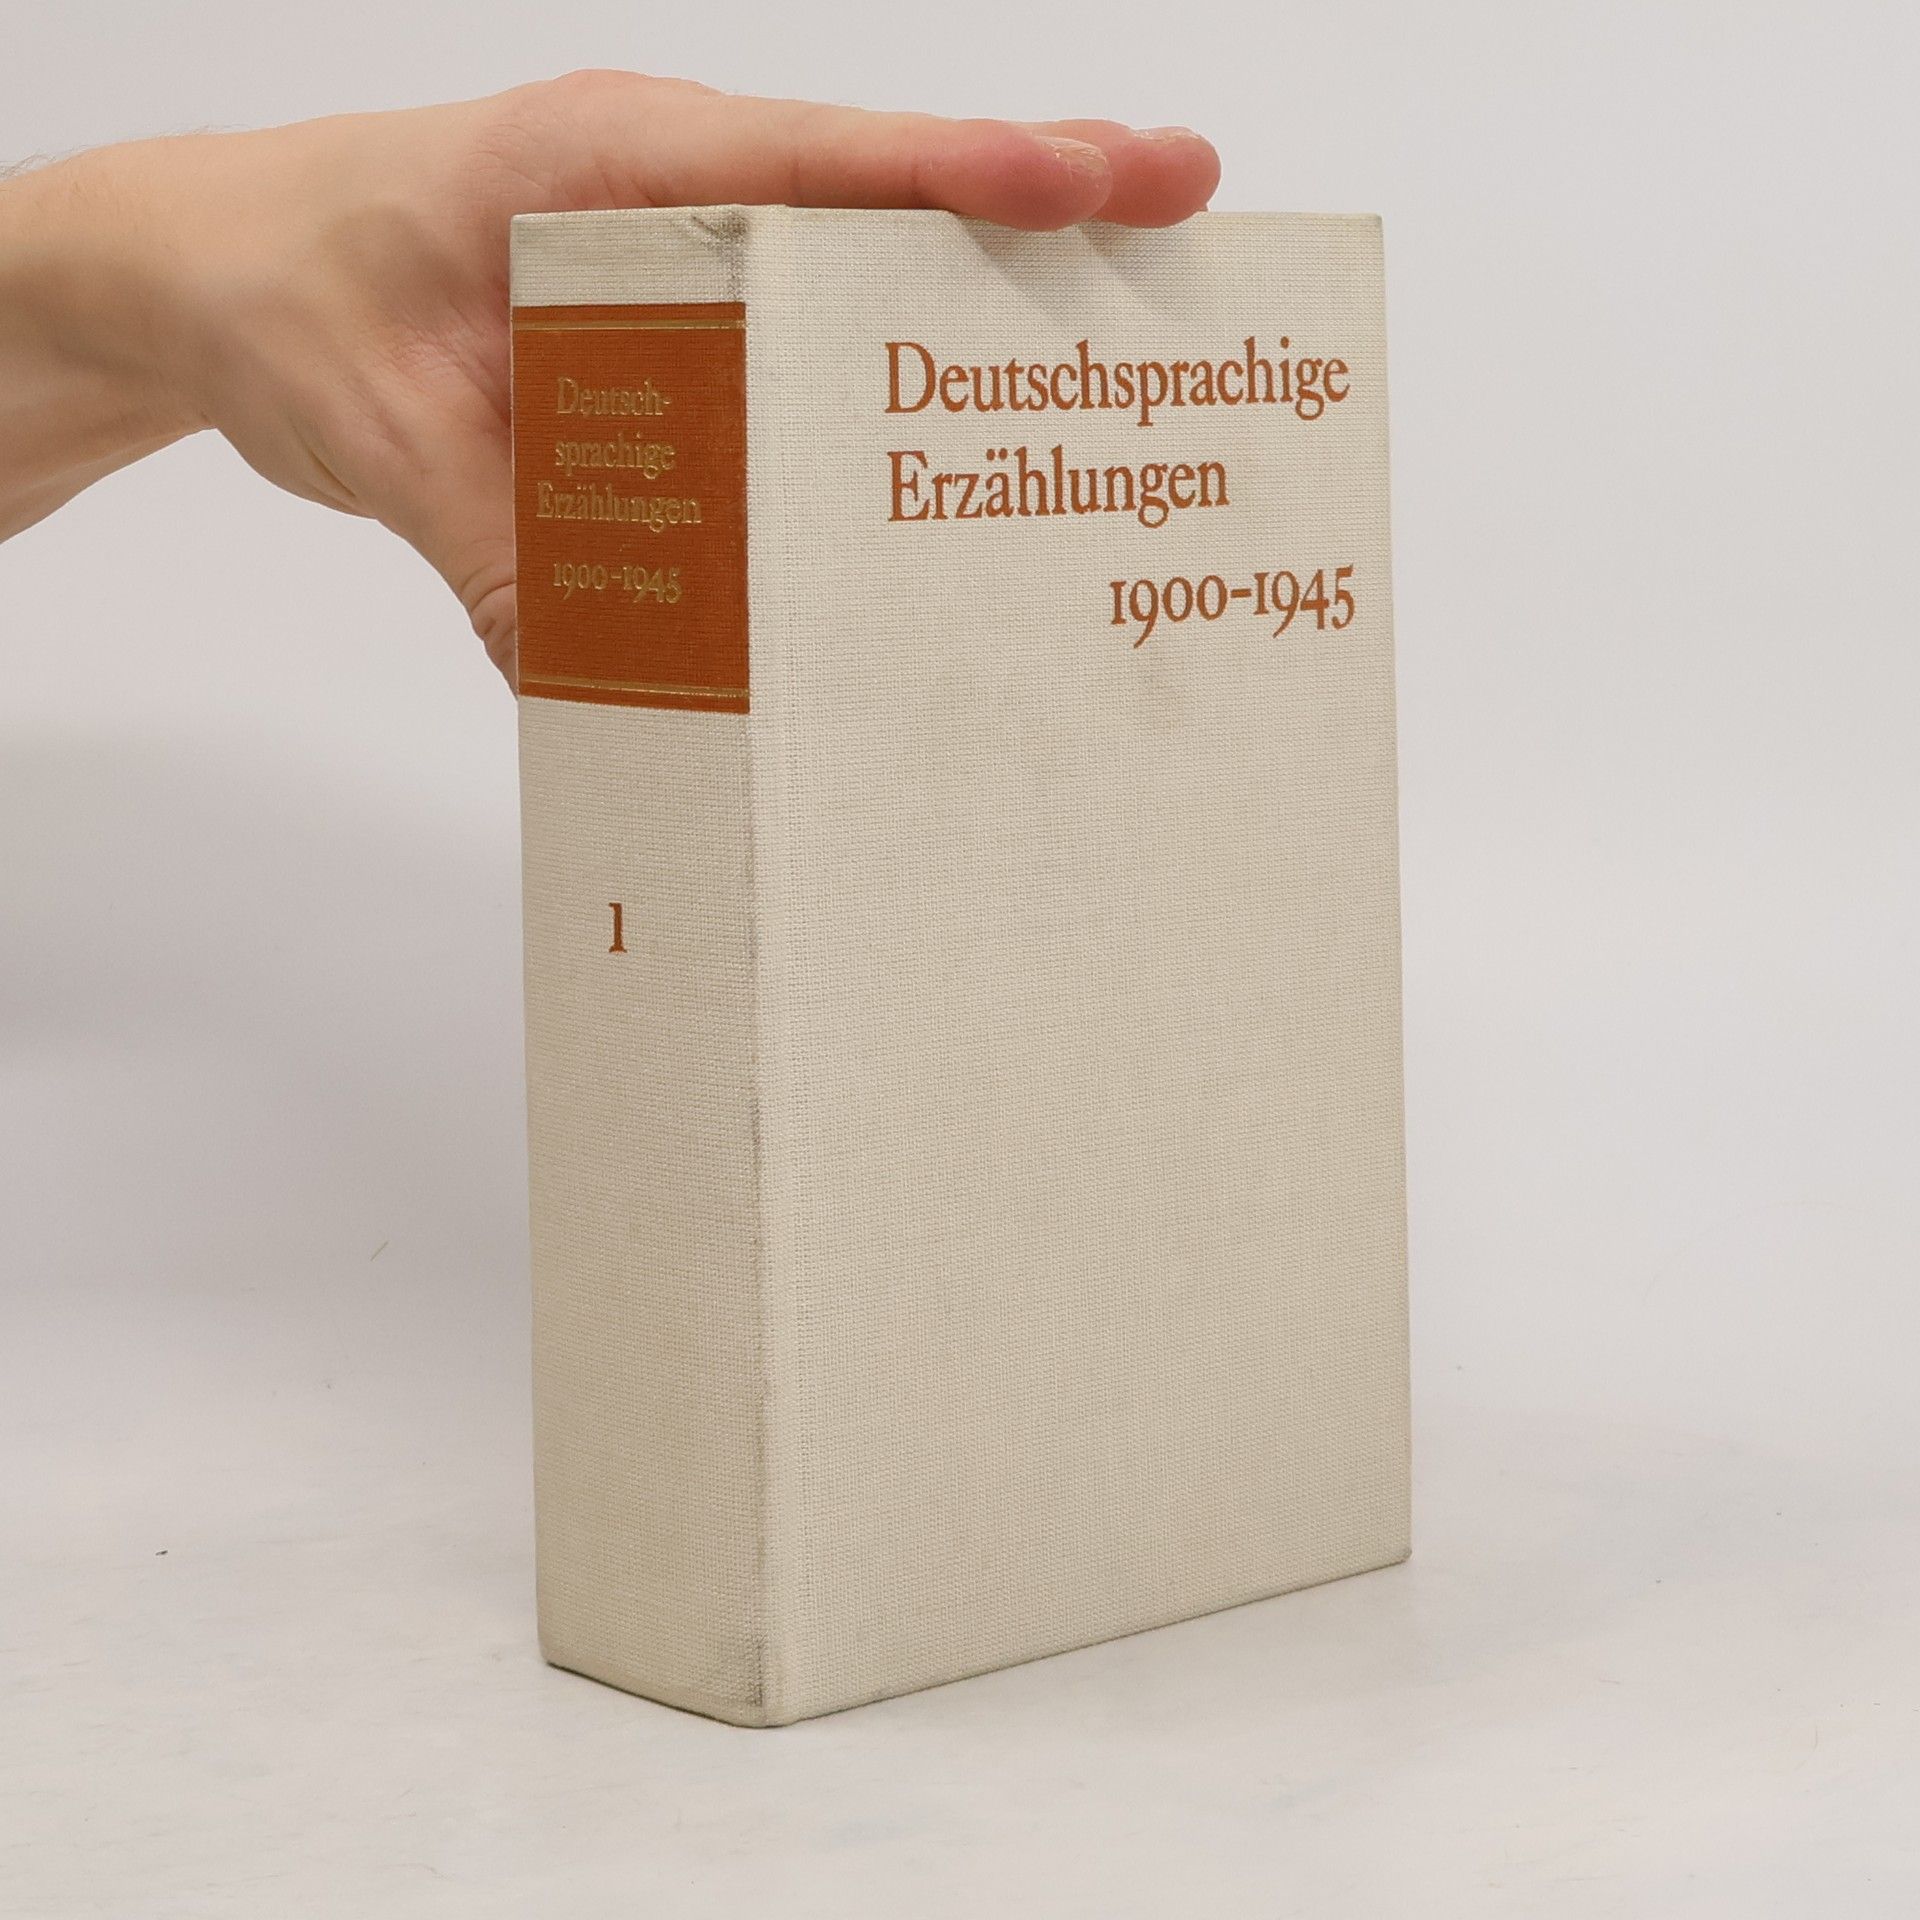 Deutsch-
sprachige
Erzählungen
1900-1945
1
Deutschsprachige
Erzählungen
1900-1945